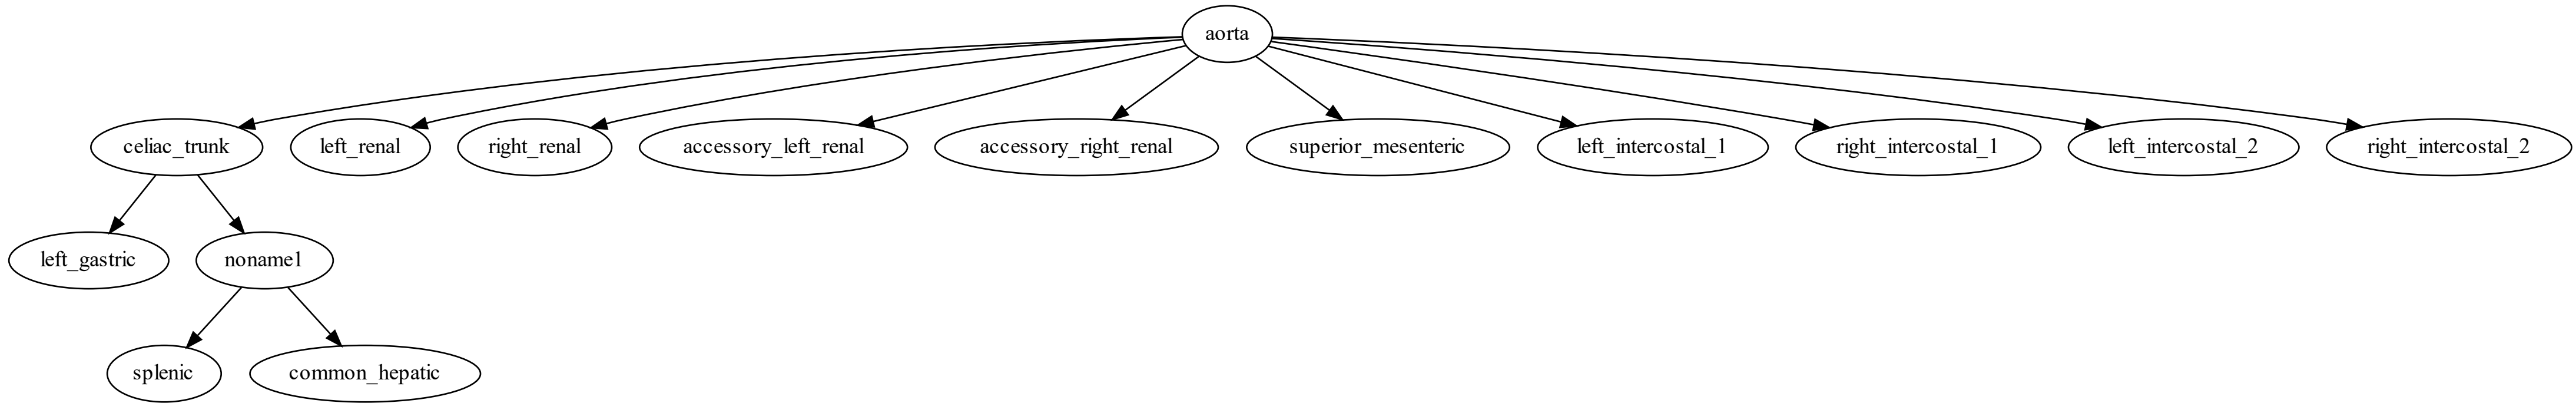 aorta
celiac_trunk left_renal right_renal accessory_left_renal accessory_right_renal superior_mesenteric left_intercostal_1 right_intercostal_1 left_intercostal_2 right_intercostal_2
left_gastric noname1
splenic common_hepatic